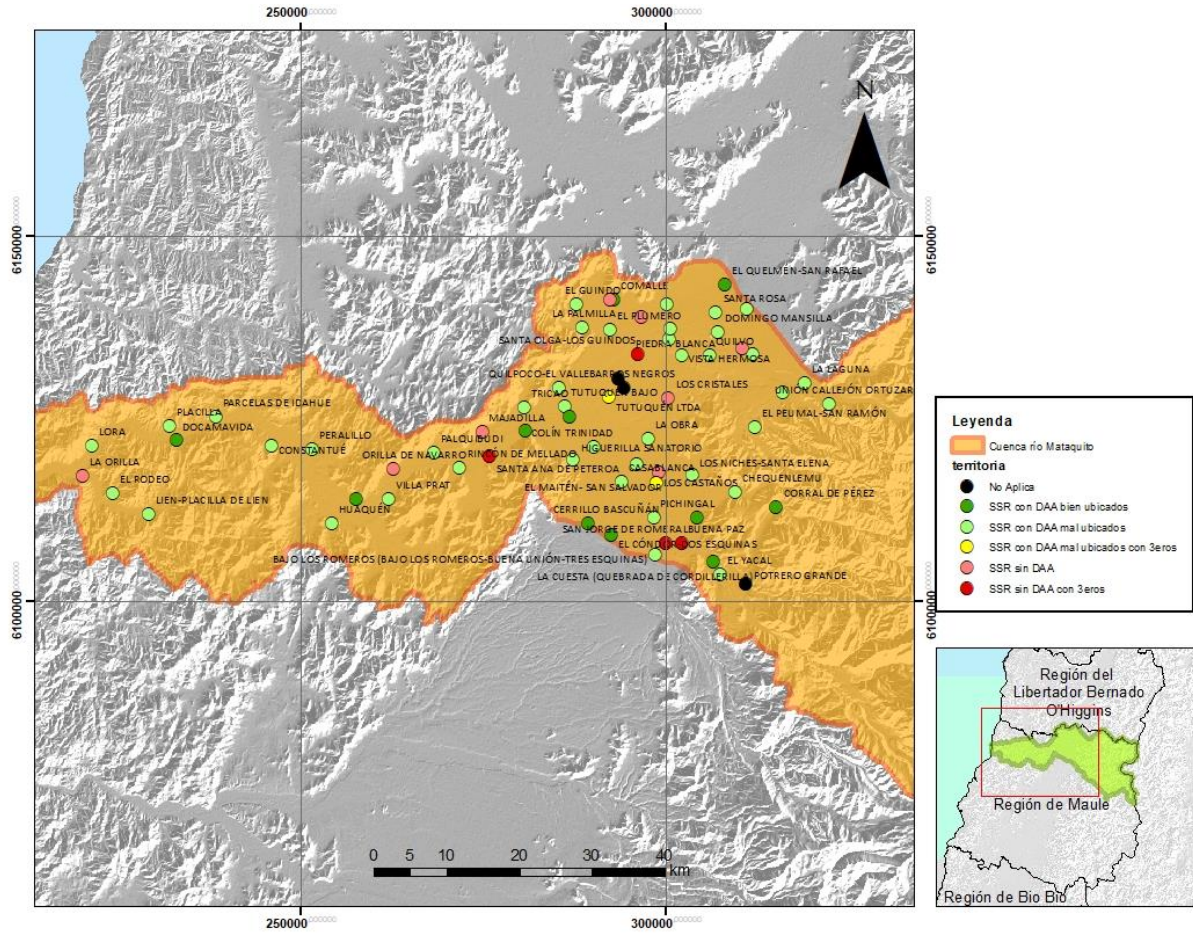 250000
300000
N
6150000
6150000
EL QUELMEN-SAN RAFAEL
EL GUINDO
COMALLE
SANTA ROSA
LA PALMILLA
EL PLOMERO
DOMINGO MANSILLA
SANTA OLGA-LOS GUINDOS
PIEDRA BLANCA
QUILVO
VISTA HERMOSA
QUILPOCO-EL VALLE
BARROS NEGROS
LA LAGUNA
TRICAO
TUTUQUEN BAJO
LOS CRISTALES
UNIÓN CALLEJÓN ORTUZAR
PARCELAS DE IDAHUE
TUTUQUEN LTDA
EL PEUMAL-SAN RAMÓN
PLACILLA
MAJADILLA
DOCAMAVIDA
LORA
COLÍN TRINIDAD
LA OBRA
PERALILLO
PALQUIBUDI
CONSTANTUÉ
HIGUERILLA
SANATORIO
ORILLA DE NAVARRO
RINCÓN DE MELLADO
LA ORILLA
SANTA ANA DE PETEROA
CASABLANCA
LOS NICHES-SANTA ELENA
EL RODEO
VILLA PRAT
EL MAITÉN- SAN SALVADOR
LOS CASTAÑOS
CHEQUENLEMU
LIEN-PLACILLA DE LIEN
HUAQUEN
CERRILLO BASCUÑÁN
PICHINGAL
CORRAL DE PÉREZ
SAN JORGE DE ROMERAL
BUENA PAZ
EL CÓNDOR
DOS ESQUINAS
BAJO LOS ROMEROS (BAJO LOS ROMEROS-BUENA UNIÓN-TRES ESQUINAS)
EL YACAL
LA CUESTA (QUEBRADA DE CORDILLERILLA)
POTRERO GRANDE
6100000
6100000
0 5 10 20 30 40
km
250000
300000
Leyenda
Cuenca río Mataquito
territoria
No Aplica
SSR con DAA bien ubicados
SSR con DAA mal ubicados
SSR con DAA mal ubicados con 3eros
SSR sin DAA
SSR sin DAA con 3eros
Región del
Libertador Bernado
O'Higgins
Región de Maule
Región de Bio Bio